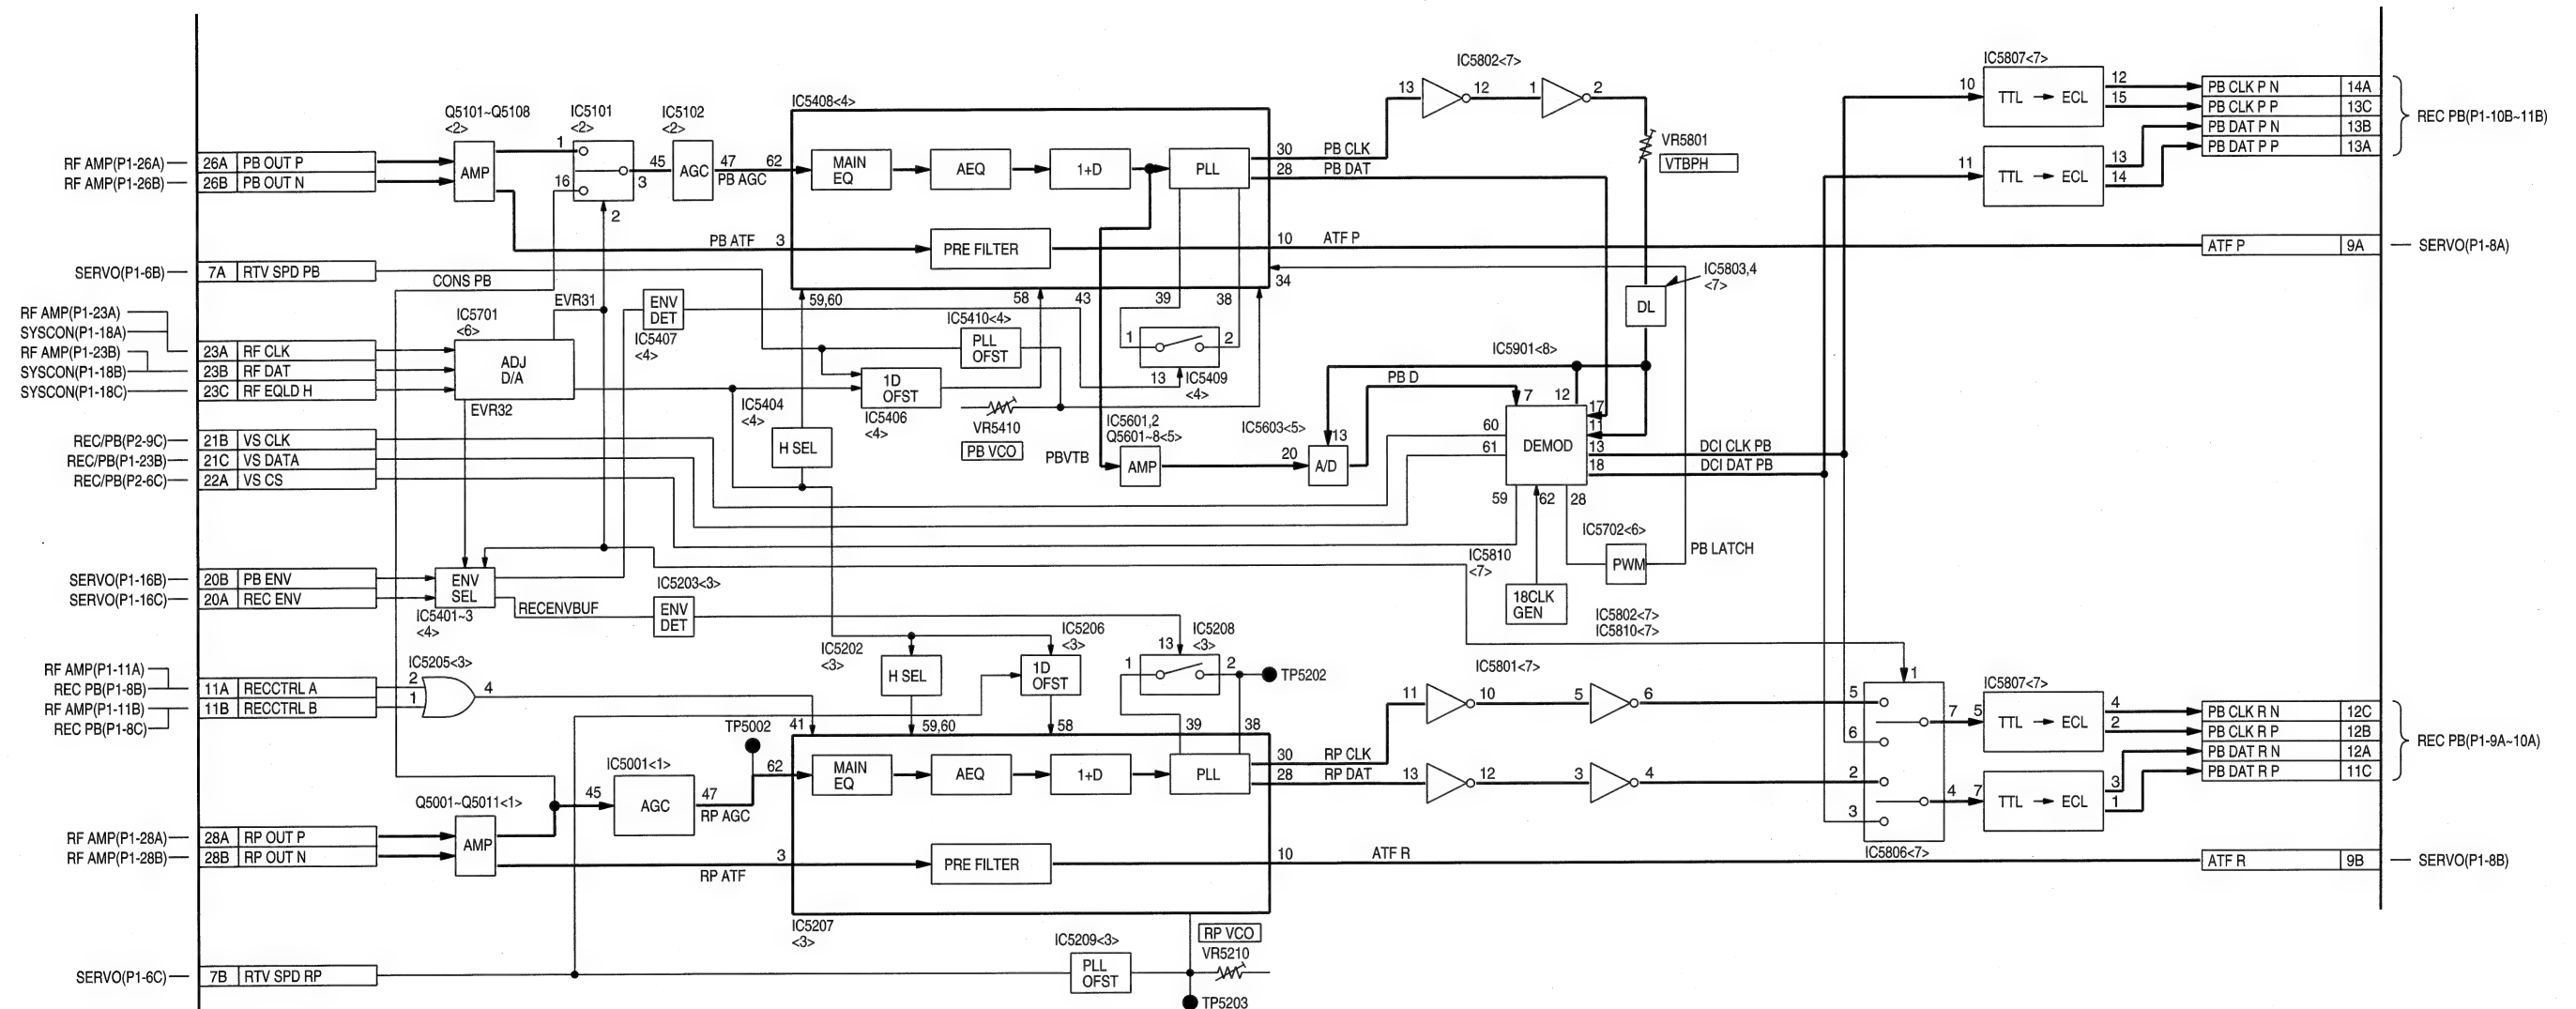 IC5802<7>
13
12
1
2
IC5807<7>
10
TTL → ECL
12
15
PB CLK P N
14A
PB CLK P P
13C
PB DAT P N
13B
PB DAT P P
13A
REC PB(P1-10B~11B)
11
TTL → ECL
13
14
Q5101~Q5108
<2>
IC5101
<2>
IC5102
<2>
IC5408<4>
RF AMP(P1-26A)
26A
PB OUT P
RF AMP(P1-26B)
26B
PB OUT N
AMP
1
16
3
2
45
AGC
47
PB AGC
62
MAIN
EQ
AEQ
1+D
PLL
30
PB CLK
28
PB DAT
VR5801
VTBPH
PB ATF
3
PRE FILTER
10
ATF P
ATF P
9A
SERVO(P1-8A)
SERVO(P1-6B)
7A
RTV SPD PB
CONS PB
34
IC5803,4
<7>
DL
EVR31
ENV
DET
IC5407
<4>
59,60
58
43
39
38
IC5410<4>
PLL
OFST
1
2
13
IC5409
<4>
RF AMP(P1-23A)
SYSCON(P1-18A)
RF AMP(P1-23B)
SYSCON(P1-18B)
SYSCON(P1-18C)
23A
RF CLK
23B
RF DAT
23C
RF EQLD H
IC5701
<6>
ADJ
D/A
EVR32
IC5404
<4>
H SEL
1D
OFST
IC5406
<4>
VR5410
PB VCO
IC5901<8>
PB D
7
12
17
11
IC5601,2
Q5601~8<5>
PBVTB
AMP
IC5603<5>
20
13
A/D
60
61
DEMOD
13
18
DCI CLK PB
DCI DAT PB
59
62
28
REC/PB(P2-9C)
21B
VS CLK
REC/PB(P1-23B)
21C
VS DATA
REC/PB(P2-6C)
22A
VS CS
IC5702<6>
PWM
PB LATCH
IC5810
<7>
18CLK
GEN
SERVO(P1-16B)
20B
PB ENV
SERVO(P1-16C)
20A
REC ENV
ENV
SEL
IC5401~3
<4>
RECENVBUF
IC5203<3>
ENV
DET
IC5802<7>
IC5810<7>
IC5202
<3>
H SEL
IC5206
<3>
1D
OFST
IC5208
<3>
13
1
2
TP5202
RF AMP(P1-11A)
REC PB(P1-8B)
RF AMP(P1-11B)
REC PB(P1-8C)
11A
RECCTRL A
11B
RECCTRL B
IC5205<3>
2
1
4
IC5801<7>
11
10
5
6
1
5
6
2
3
7
4
IC5806<7>
IC5807<7>
5
TTL → ECL
4
2
PB CLK R N
12C
PB CLK R P
12B
PB DAT R N
12A
PB DAT R P
11C
REC PB(P1-9A~10A)
7
TTL → ECL
3
1
TP5002
41
59,60
58
39
38
IC5001<1>
45
AGC
47
RP AGC
62
MAIN
EQ
AEQ
1+D
PLL
30
RP CLK
28
RP DAT
13
12
3
4
Q5001~Q5011<1>
RF AMP(P1-28A)
28A
RP OUT P
RF AMP(P1-28B)
28B
RP OUT N
AMP
RP ATF
3
PRE FILTER
10
ATF R
ATF R
9B
SERVO(P1-8B)
IC5207
<3>
SERVO(P1-6C)
7B
RTV SPD RP
IC5209<3>
PLL
OFST
RP VCO
VR5210
TP5203